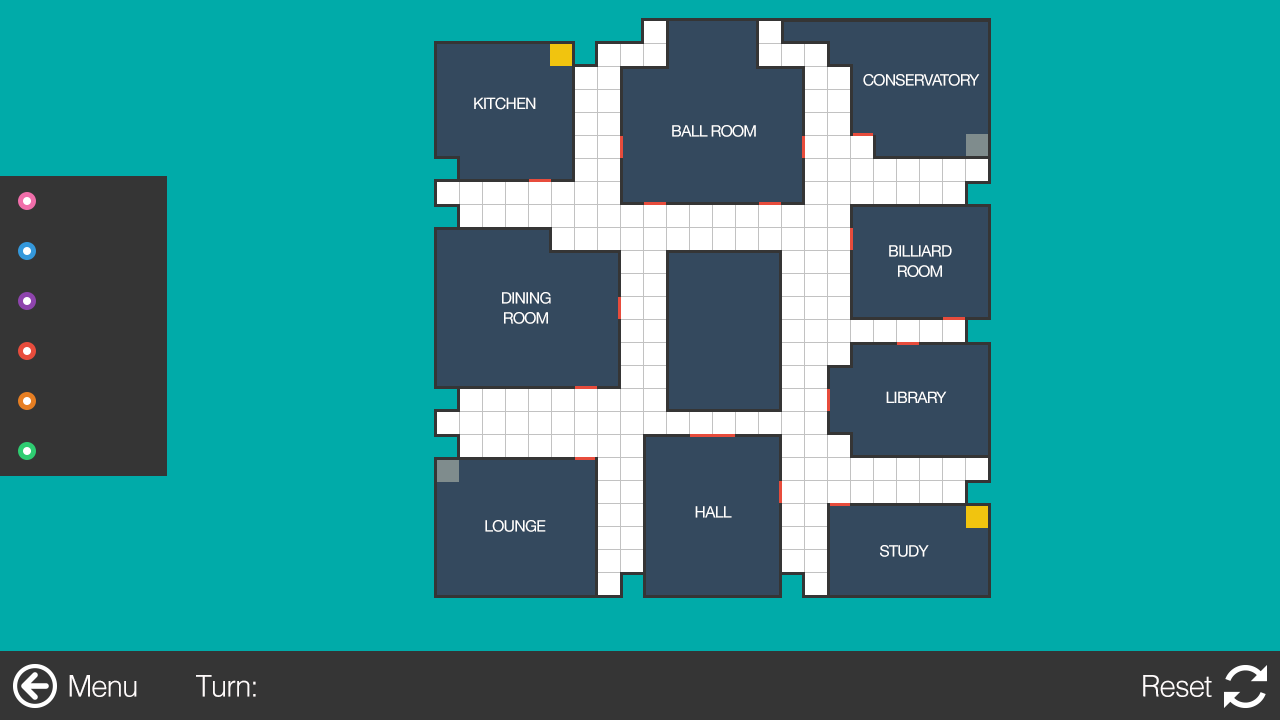 CONSERVATORY
KITCHEN
BALL ROOM
BILLIARD
ROOM
DINING
ROOM
LIBRARY
HALL
LOUNGE
STUDY
Menu
Turn:
Reset